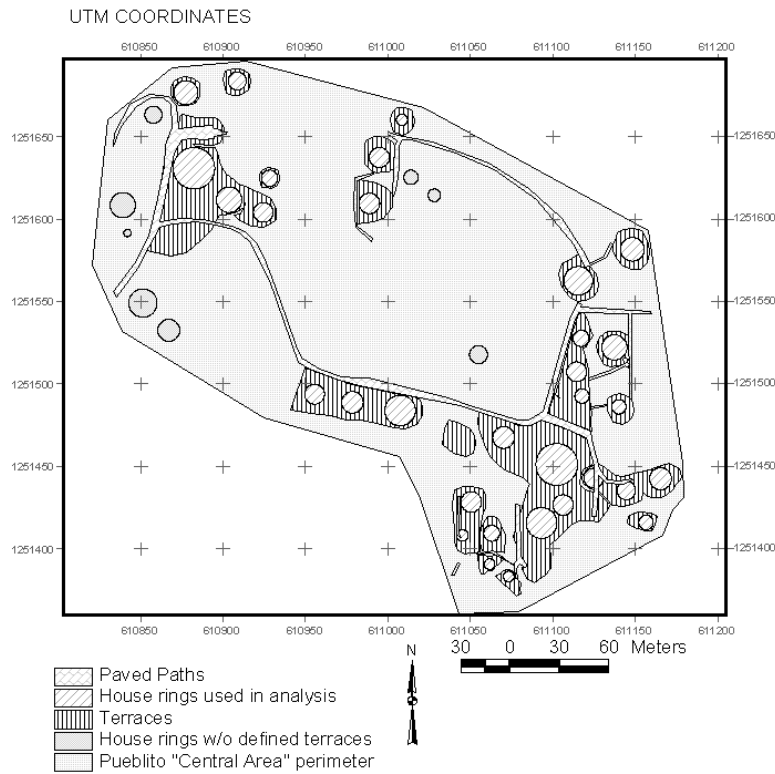 UTM COORDINATES
610850 610900 610950 611000 611050 611100 611150 611200
1251650 1251650
1251600 1251600
1251550 1251550
1251500 1251500
1251450 1251450
1251400 1251400
610850 610900 610950 611000 611050 611100 611150 611200
N
30 0 30 60 Meters
Paved Paths
House rings used in analysis
Terraces
House rings w/o defined terraces
Pueblito "Central Area" perimeter